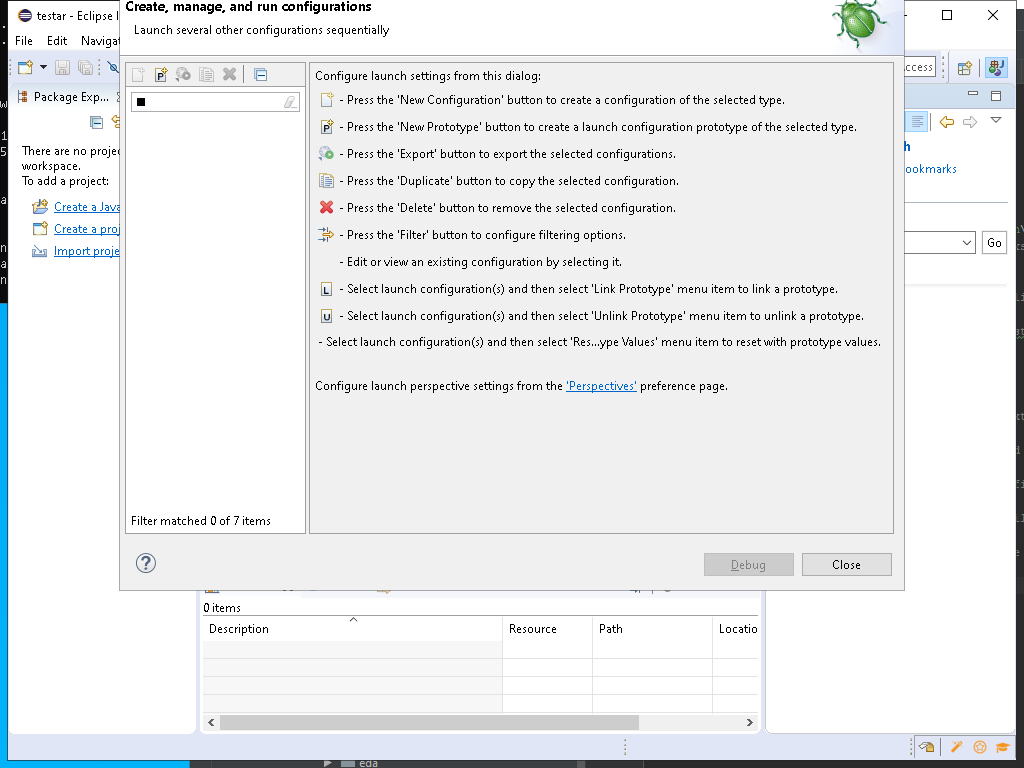 testar - Eclipse I
Create, manage, and run configurations
Launch several other configurations sequentially
File Edit Navigat
ccess
Package Exp...
There are no projec
workspace.
To add a project:
Create a Java
Create a proj
Import proje
Configure launch settings from this dialog:
- Press the 'New Configuration' button to create a configuration of the selected type.
- Press the 'New Prototype' button to create a launch configuration prototype of the selected type.
- Press the 'Export' button to export the selected configurations.
- Press the 'Duplicate' button to copy the selected configuration.
- Press the 'Delete' button to remove the selected configuration.
- Press the 'Filter' button to configure filtering options.
- Edit or view an existing configuration by selecting it.
L - Select launch configuration(s) and then select 'Link Prototype' menu item to link a prototype.
U - Select launch configuration(s) and then select 'Unlink Prototype' menu item to unlink a prototype.
- Select launch configuration(s) and then select 'Res...ype Values' menu item to reset with prototype values.
Configure launch perspective settings from the 'Perspectives' preference page.
Filter matched 0 of 7 items
Debug Close
h
ookmarks
Go
0 items
Description Resource Path Locatio
eda